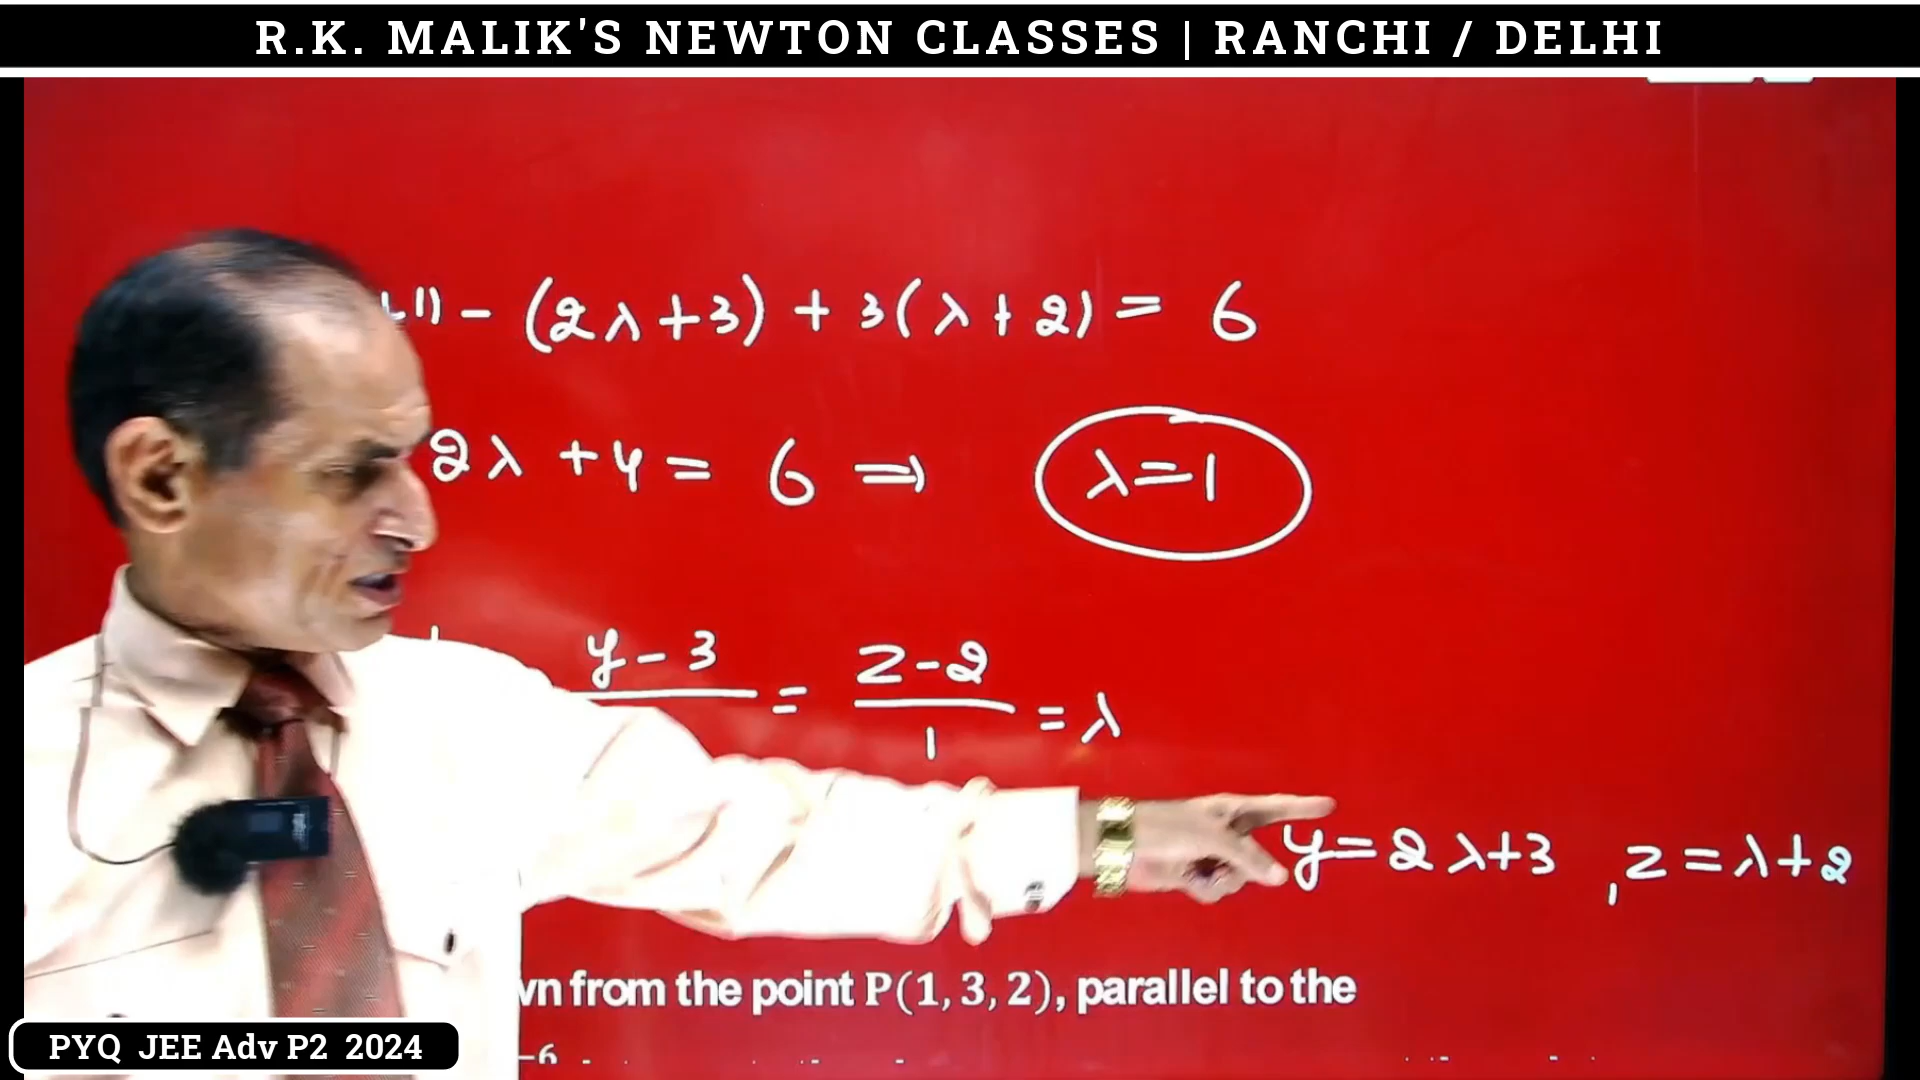 R.K. MALIK'S NEWTON CLASSES | RANCHI / DELHI
- (2λ+3) + 3(λ+2) = 6
2λ + 4 = 6 ⇒ λ=1
y-3 = z-2 = λ
1
y=2λ+3 , z=λ+2
from the point P(1, 3, 2), parallel to the
PYQ JEE Adv P2 2024